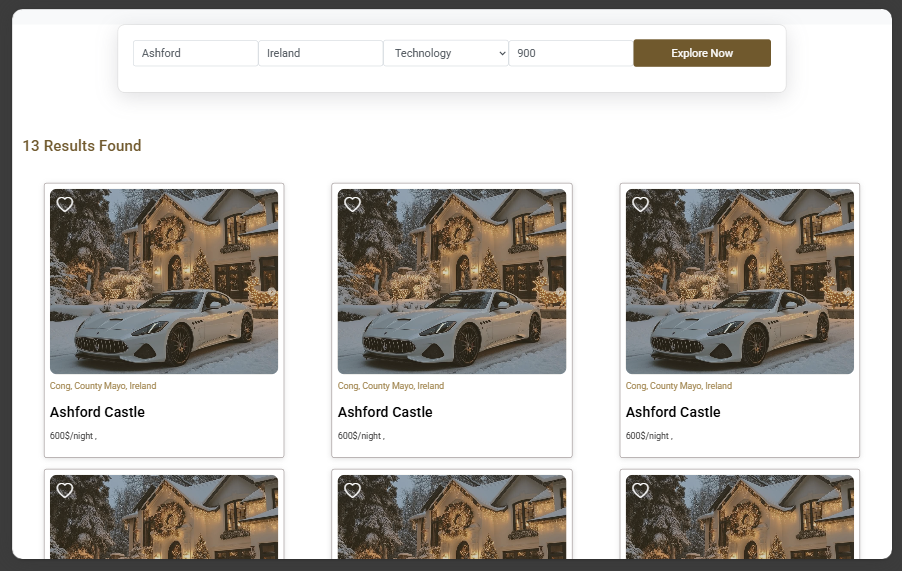 Ashford Ireland Technology 900 Explore Now
13 Results Found
Cong, County Mayo, Ireland Cong, County Mayo, Ireland Cong, County Mayo, Ireland
Ashford Castle Ashford Castle Ashford Castle
600$/night , 600$/night , 600$/night ,